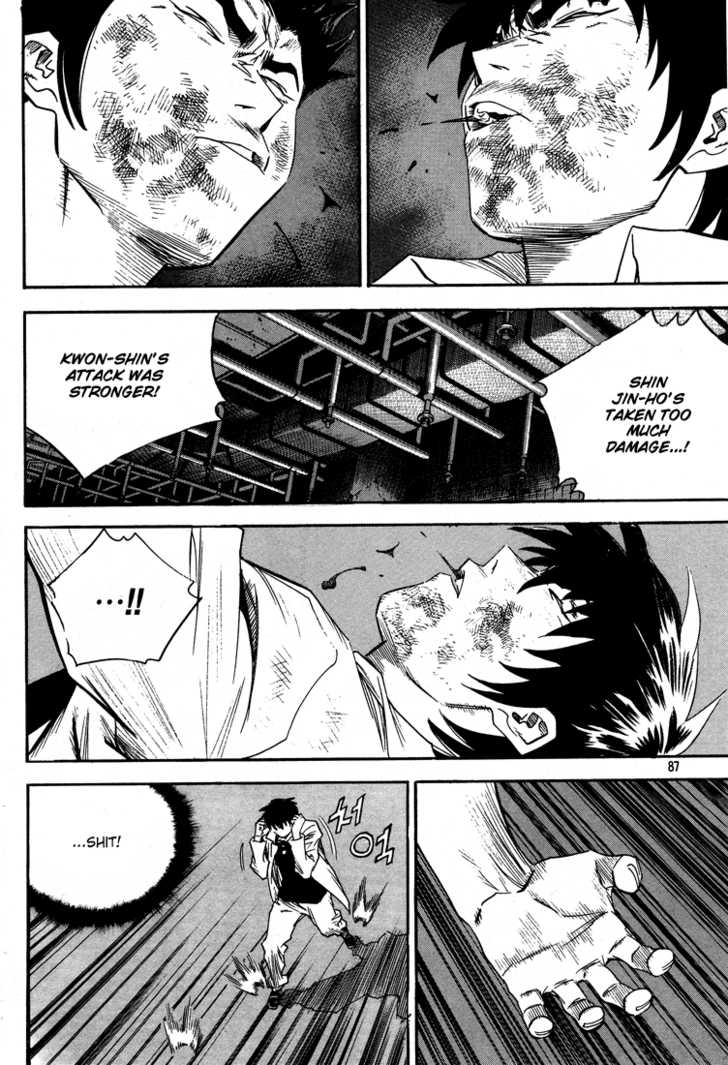 KWON-SHIN'S
ATTACK WAS
STRONGER!
SHIN
JIN-HO'S
TAKEN TOO
MUCH
DAMAGE...!
...!!
87
...SHIT!